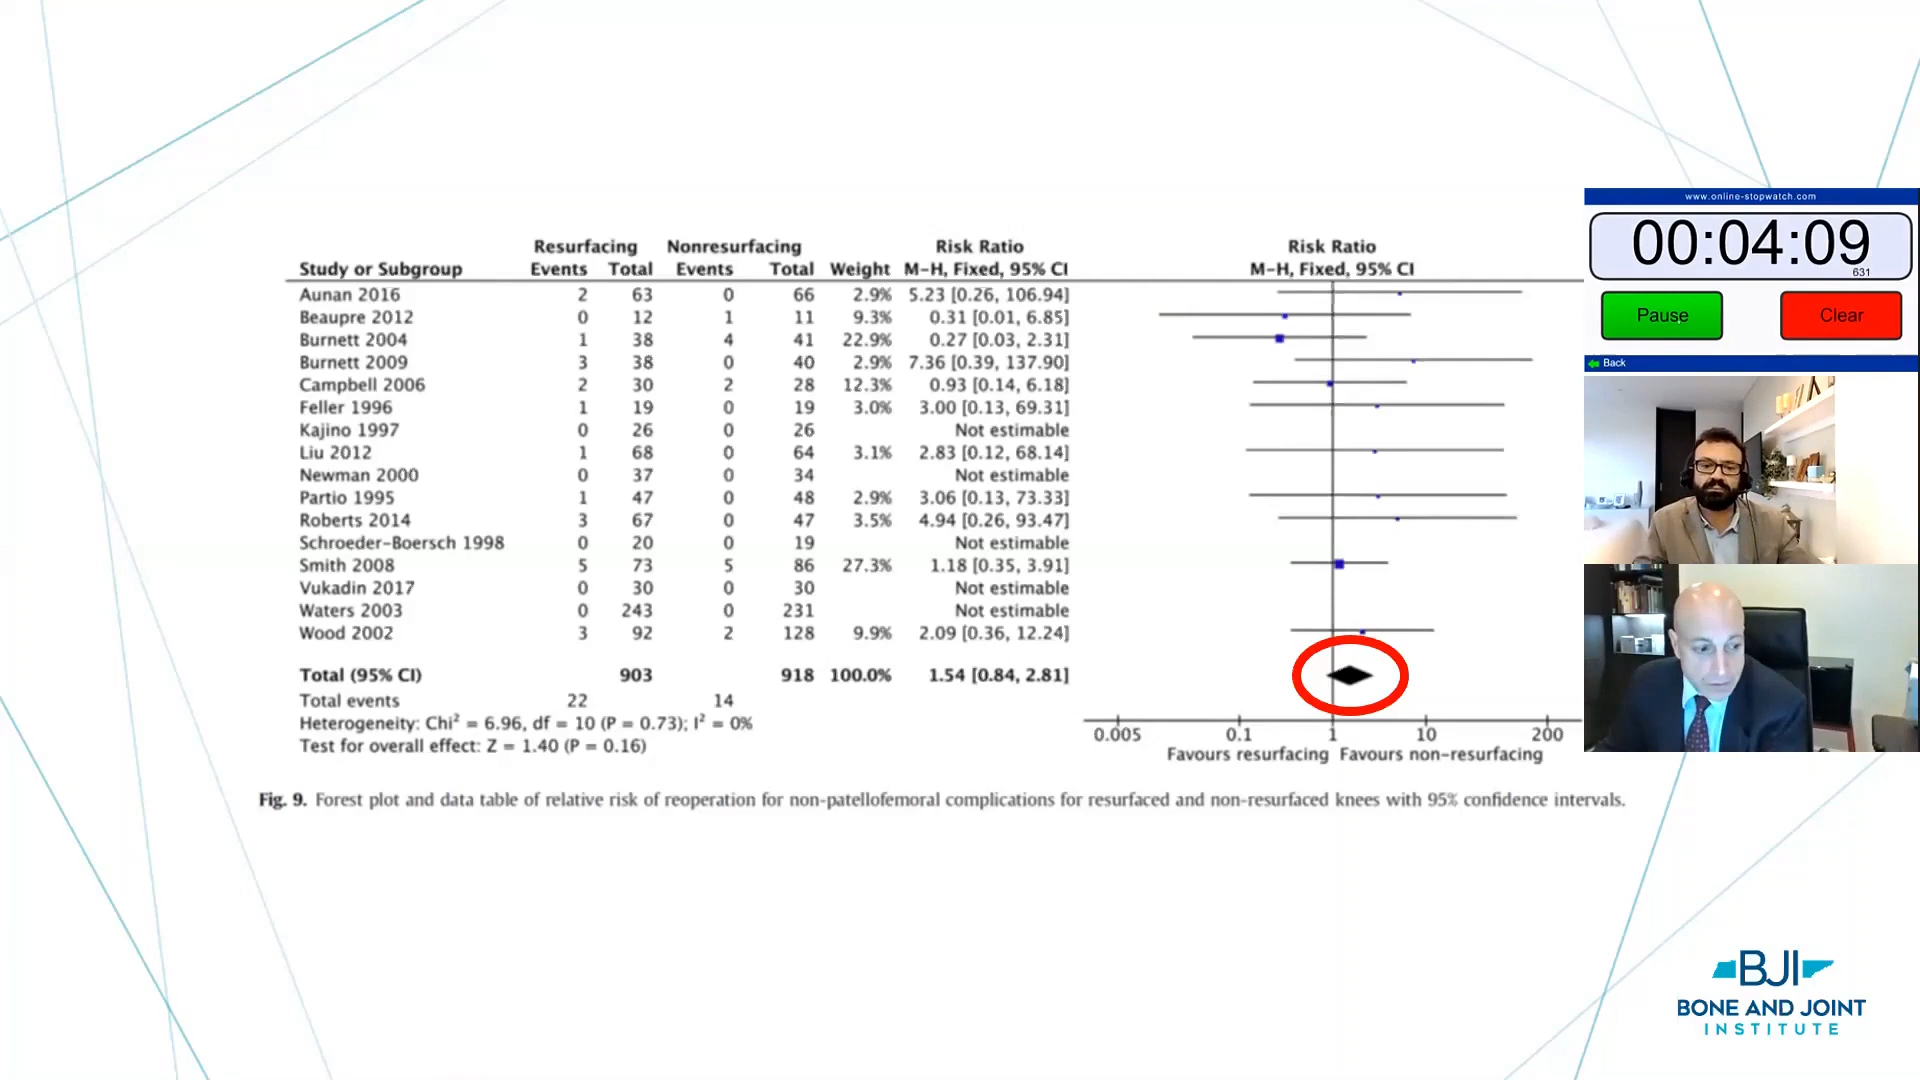 www.online-stopwatch.com
00:04:09
631
Pause Clear
Back
Resurfacing Nonresurfacing Risk Ratio Risk Ratio
Study or Subgroup Events Total Events Total Weight M-H, Fixed, 95% CI M-H, Fixed, 95% CI
Aunan 2016 2 63 0 66 2.9% 5.23 [0.26, 106.94]
Beaupre 2012 0 12 1 11 9.3% 0.31 [0.01, 6.85]
Burnett 2004 1 38 4 41 22.9% 0.27 [0.03, 2.31]
Burnett 2009 3 38 0 40 2.9% 7.36 [0.39, 137.90]
Campbell 2006 2 30 2 28 12.3% 0.93 [0.14, 6.18]
Feller 1996 1 19 0 19 3.0% 3.00 [0.13, 69.31]
Kajino 1997 0 26 0 26 Not estimable
Liu 2012 1 68 0 64 3.1% 2.83 [0.12, 68.14]
Newman 2000 0 37 0 34 Not estimable
Partio 1995 1 47 0 48 2.9% 3.06 [0.13, 73.33]
Roberts 2014 3 67 0 47 3.5% 4.94 [0.26, 93.47]
Schroeder-Boersch 1998 0 20 0 19 Not estimable
Smith 2008 5 73 5 86 27.3% 1.18 [0.35, 3.91]
Vukadin 2017 0 30 0 30 Not estimable
Waters 2003 0 243 0 231 Not estimable
Wood 2002 3 92 2 128 9.9% 2.09 [0.36, 12.24]
Total (95% CI) 903 918 100.0% 1.54 [0.84, 2.81]
Total events 22 14
Heterogeneity: Chi² = 6.96, df = 10 (P = 0.73); I² = 0%
Test for overall effect: Z = 1.40 (P = 0.16)
0.005 0.1 1 10 200
Favours resurfacing Favours non-resurfacing
Fig. 9. Forest plot and data table of relative risk of reoperation for non-patellofemoral complications for resurfaced and non-resurfaced knees with 95% confidence intervals.
BJI
BONE AND JOINT
INSTITUTE